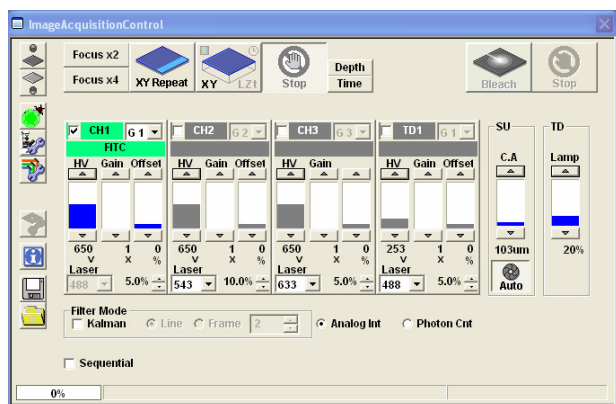 ImageAcquisitionControl
Focus x2
Focus x4
XY Repeat
XY
LZt
Stop
Depth
Time
Bleach
Stop
CH1 G 1
FITC
HV Gain Offset
650 1 0
V X %
Laser
488 5.0%
CH2 G 2
HV Gain Offset
650 1 0
V X %
Laser
543 10.0%
CH3 G 3
HV Gain
650 1 0
V X %
Laser
633 5.0%
TD1 G 1
HV Gain Offset
253 1 0
V X %
Laser
488 5.0%
SU
C.A
103um
Auto
TD
Lamp
20%
Filter Mode
Kalman Line Frame 2
Analog Int Photon Cnt
Sequential
0%